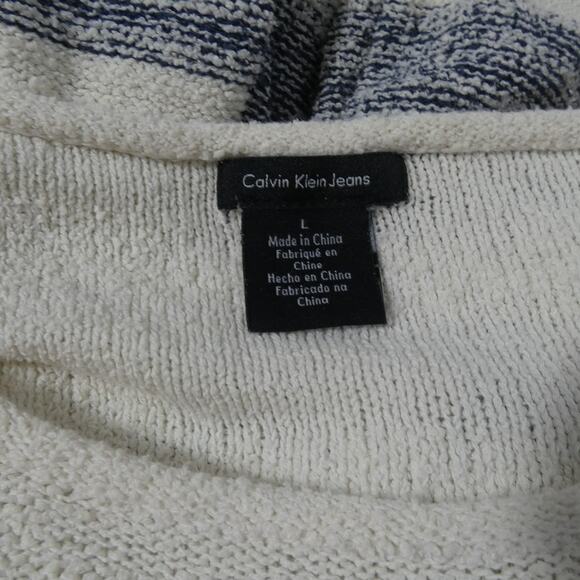 Calvin Klein Jeans
L
Made in China
Fabriqué en
Chine
Hecho en China
Fabricado na
China